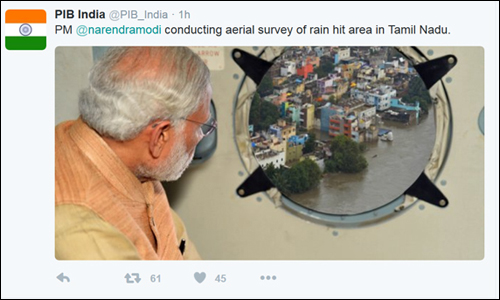 PIB India @PIB_India · 1h
PM @narendramodi conducting aerial survey of rain hit area in Tamil Nadu.
61 45